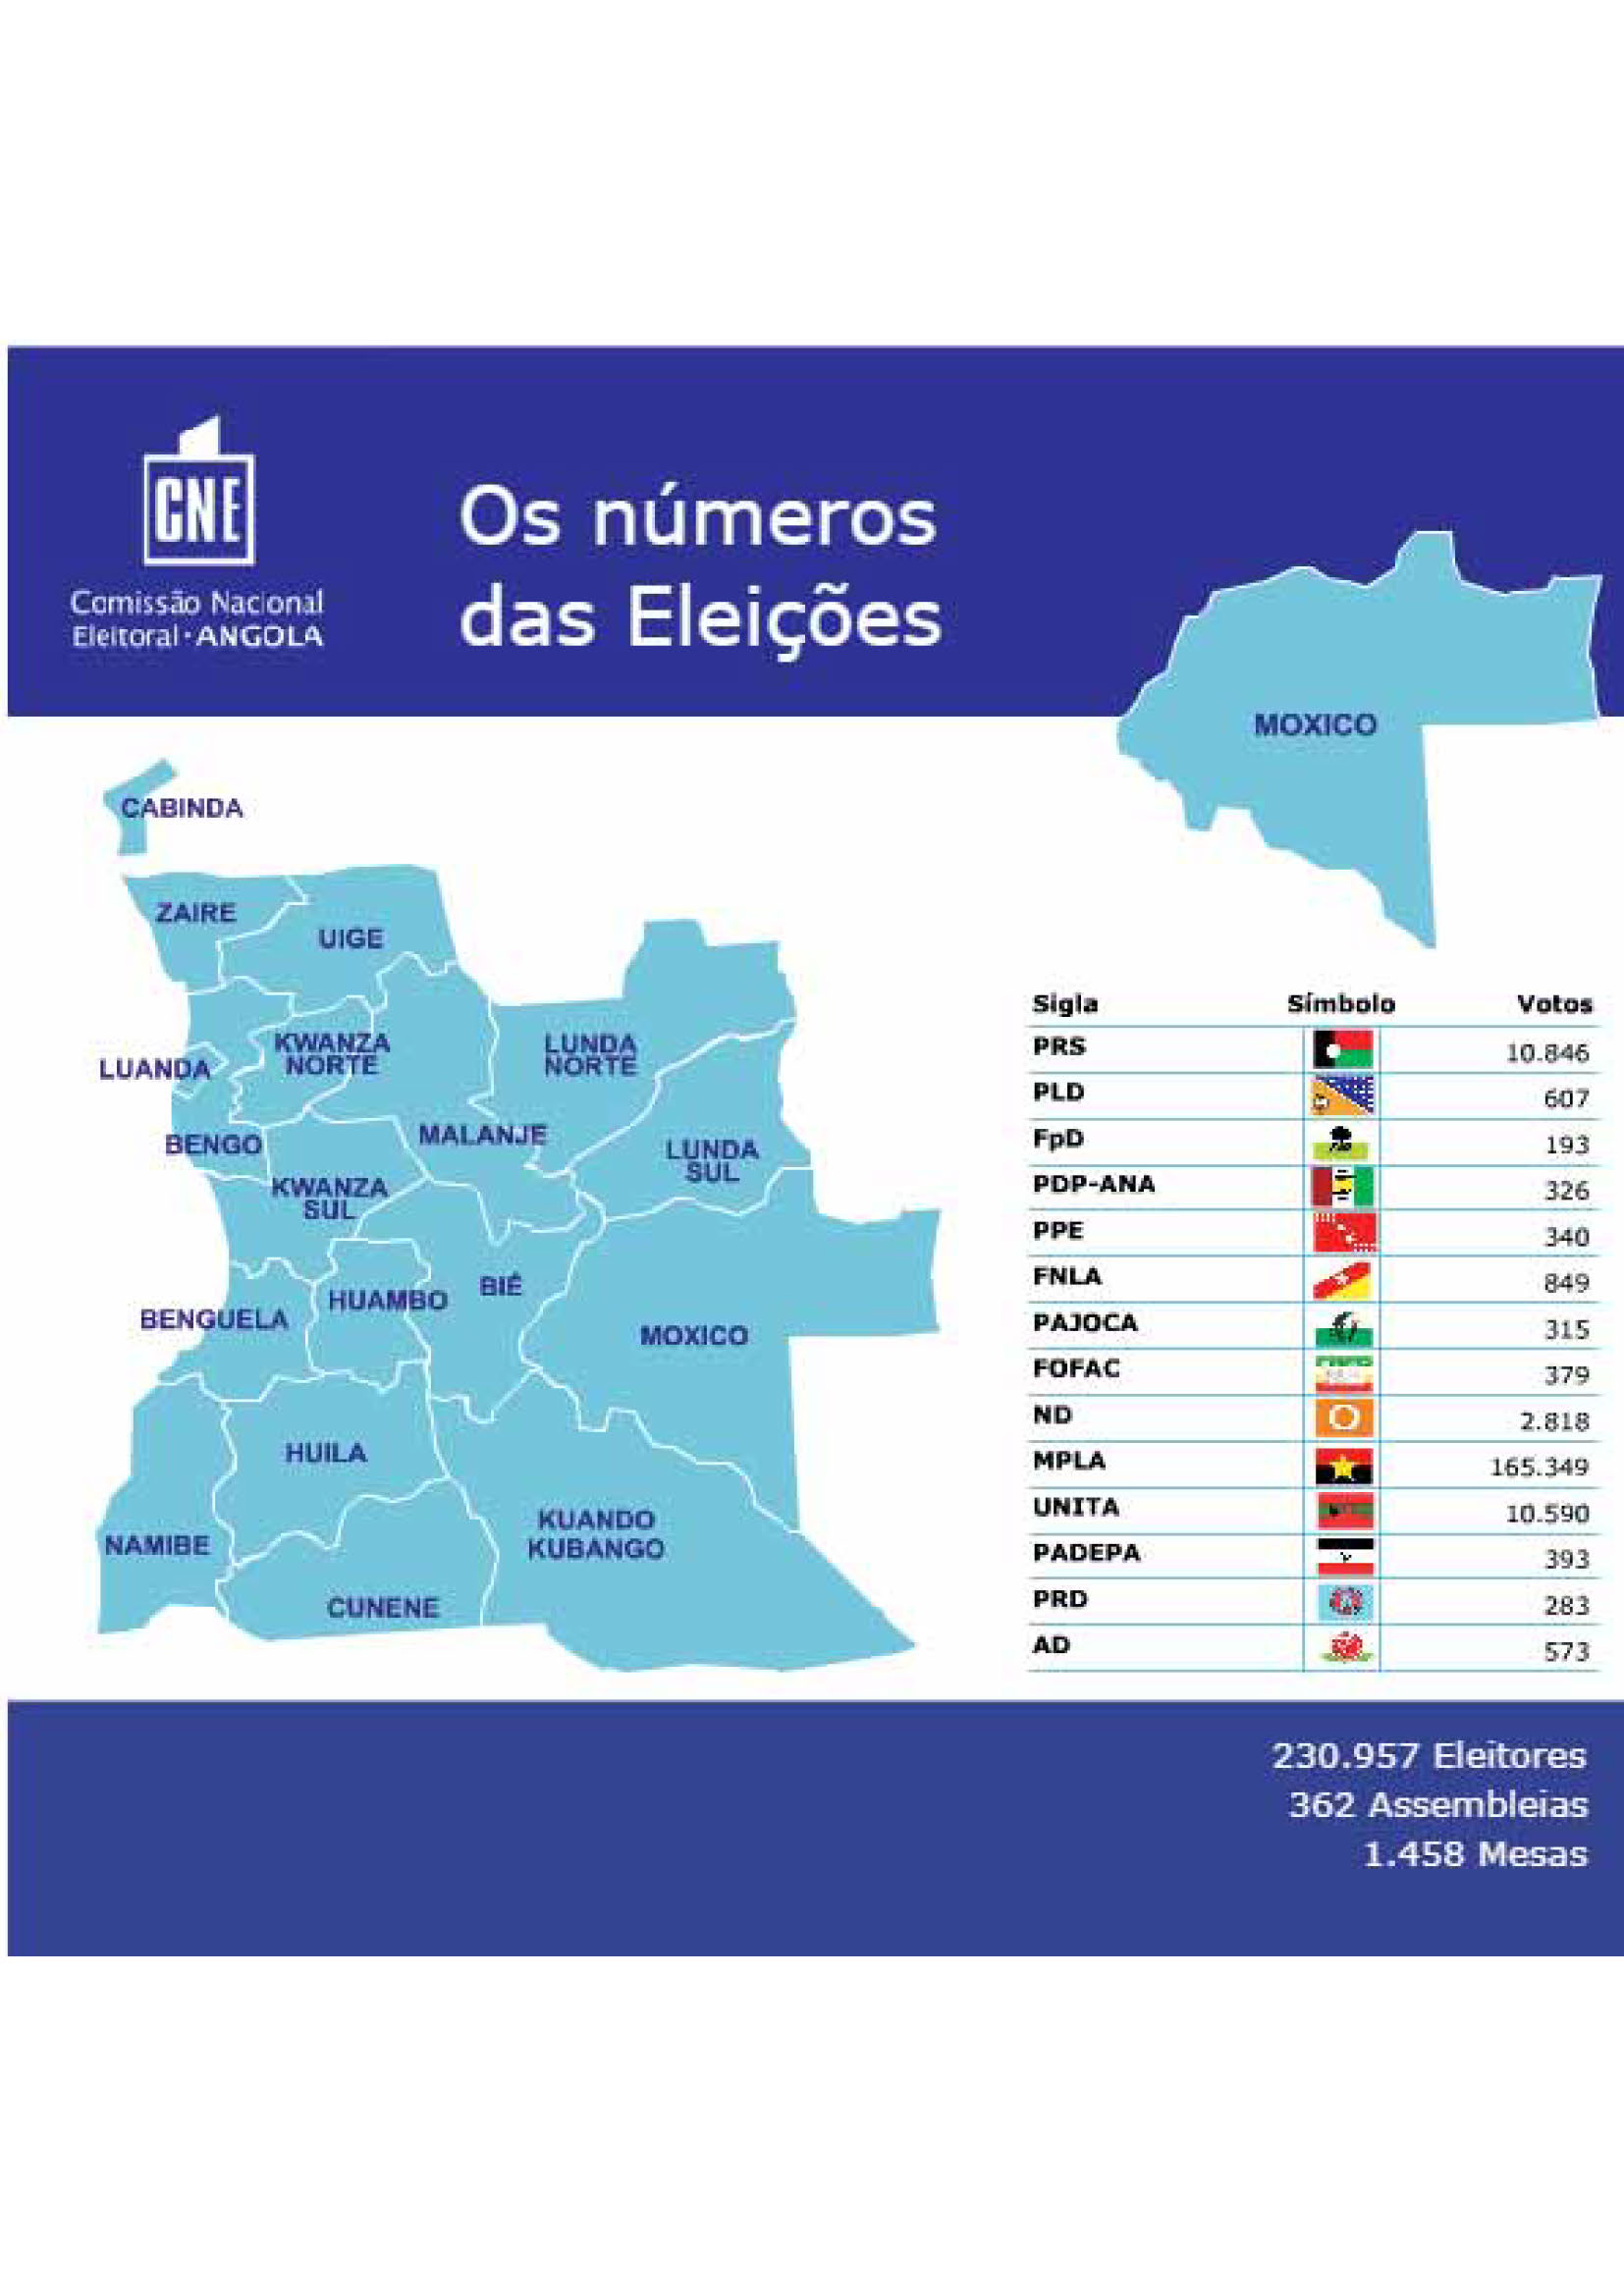 CNE
Comissão Nacional
Eleitoral · ANGOLA
Os números
das Eleições
MOXICO
CABINDA
ZAIRE
UIGE
KWANZA
NORTE
LUNDA
NORTE
LUANDA
MALANJE
BENGO
LUNDA
SUL
KWANZA
SUL
BIÉ
HUAMBO
BENGUELA
MOXICO
HUILA
KUANDO
KUBANGO
NAMIBE
CUNENE
Sigla Símbolo Votos
PRS 10.846
PLD 607
FpD 193
PDP-ANA 326
PPE 340
FNLA 849
PAJOCA 315
FOFAC 379
ND 2.818
MPLA 165.349
UNITA 10.590
PADEPA 393
PRD 283
AD 573
230.957 Eleitores
362 Assembleias
1.458 Mesas